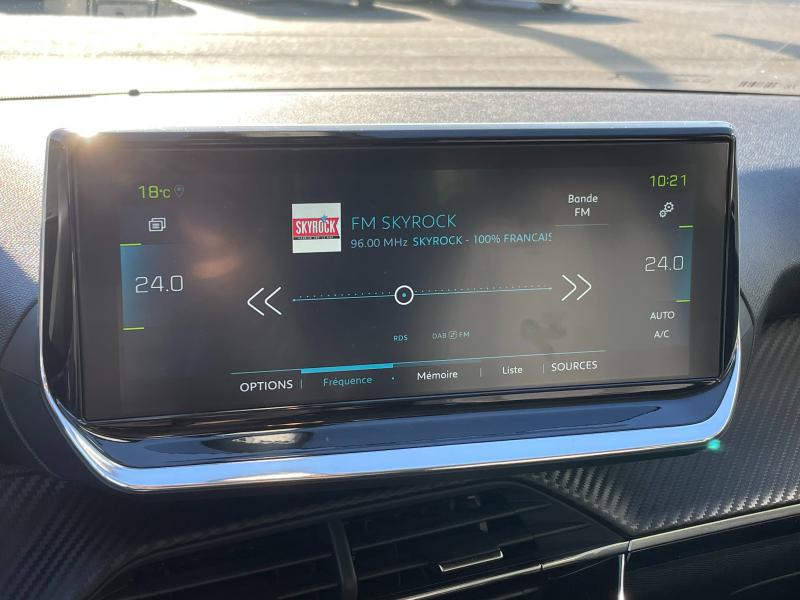 18°C
10:21
SKYROCK
FM SKYROCK
96.00 MHz SKYROCK - 100% FRANCAIS
Bande
FM
24.0
24.0
AUTO
A/C
RDS
DAB FM
OPTIONS
Fréquence
Mémoire
Liste
SOURCES